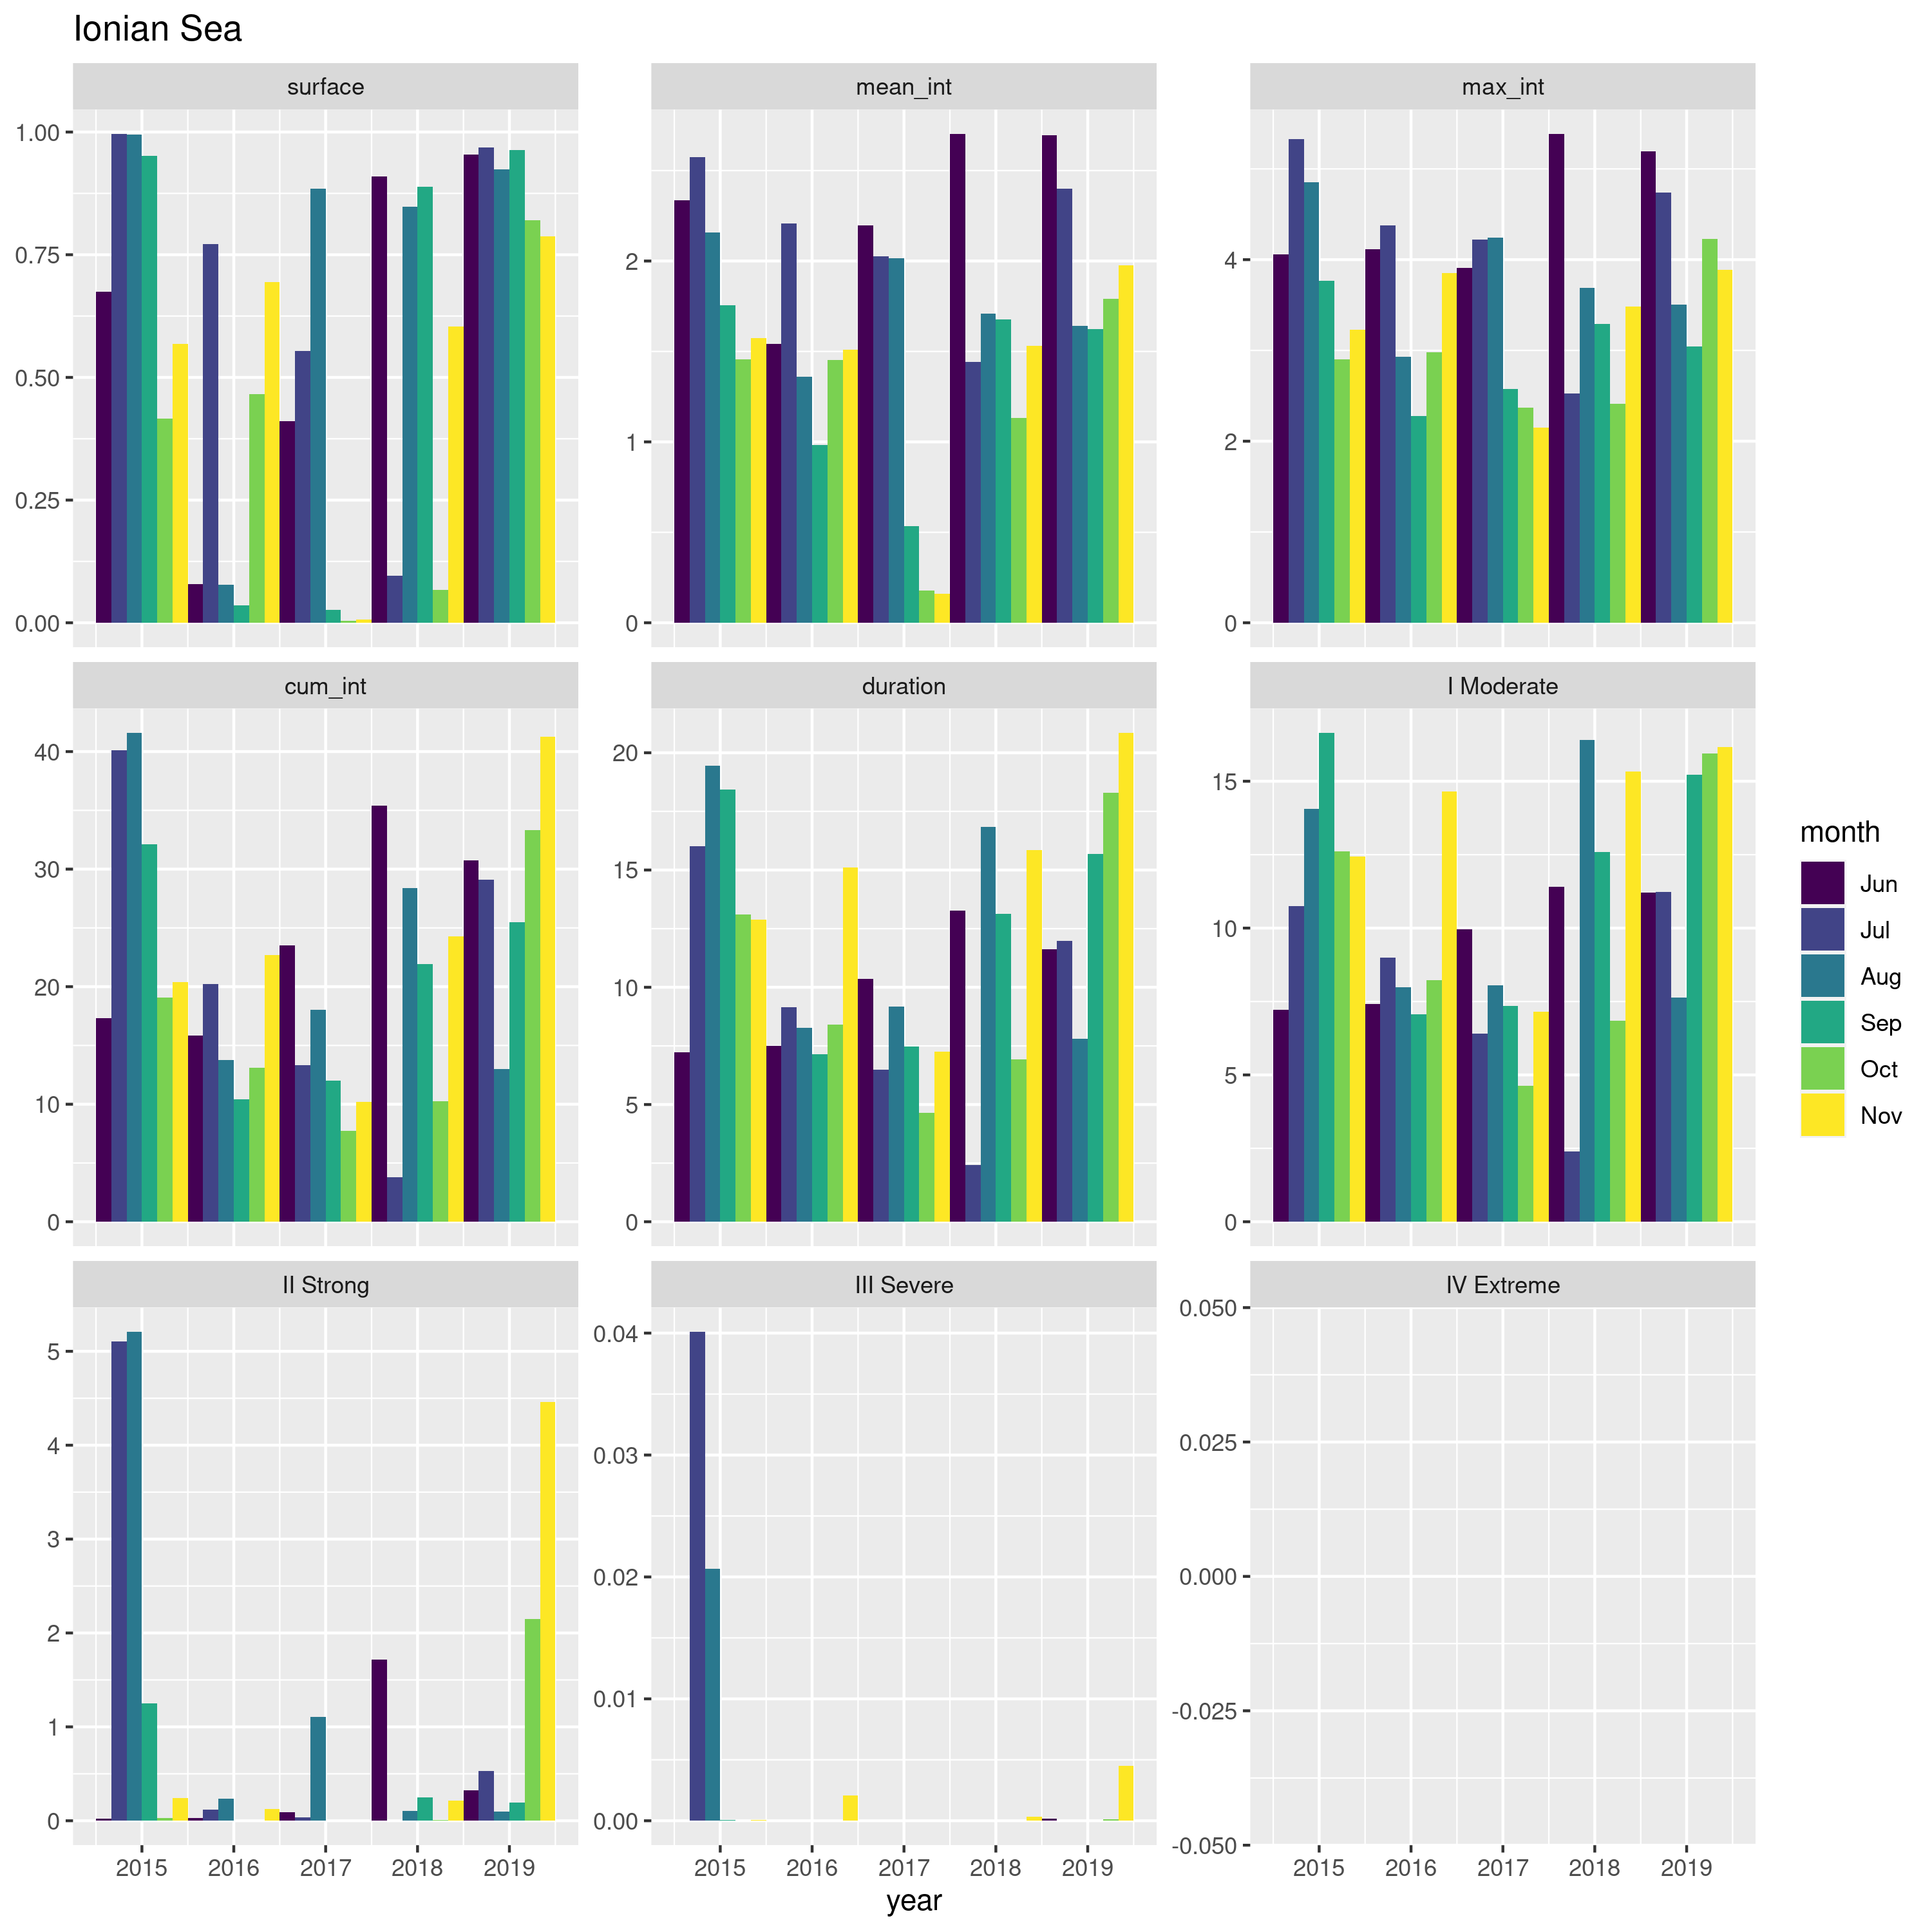 Ionian Sea
surface
mean_int
max_int
1.00
0.75
0.50
0.25
0.00
2
1
0
4
2
0
cum_int
duration
I Moderate
40
30
20
10
0
20
15
10
5
0
15
10
5
0
month
Jun
Jul
Aug
Sep
Oct
Nov
II Strong
III Severe
IV Extreme
5
4
3
2
1
0
0.04
0.03
0.02
0.01
0.00
0.050
0.025
0.000
-0.025
-0.050
2015 2016 2017 2018 2019
2015 2016 2017 2018 2019
2015 2016 2017 2018 2019
year